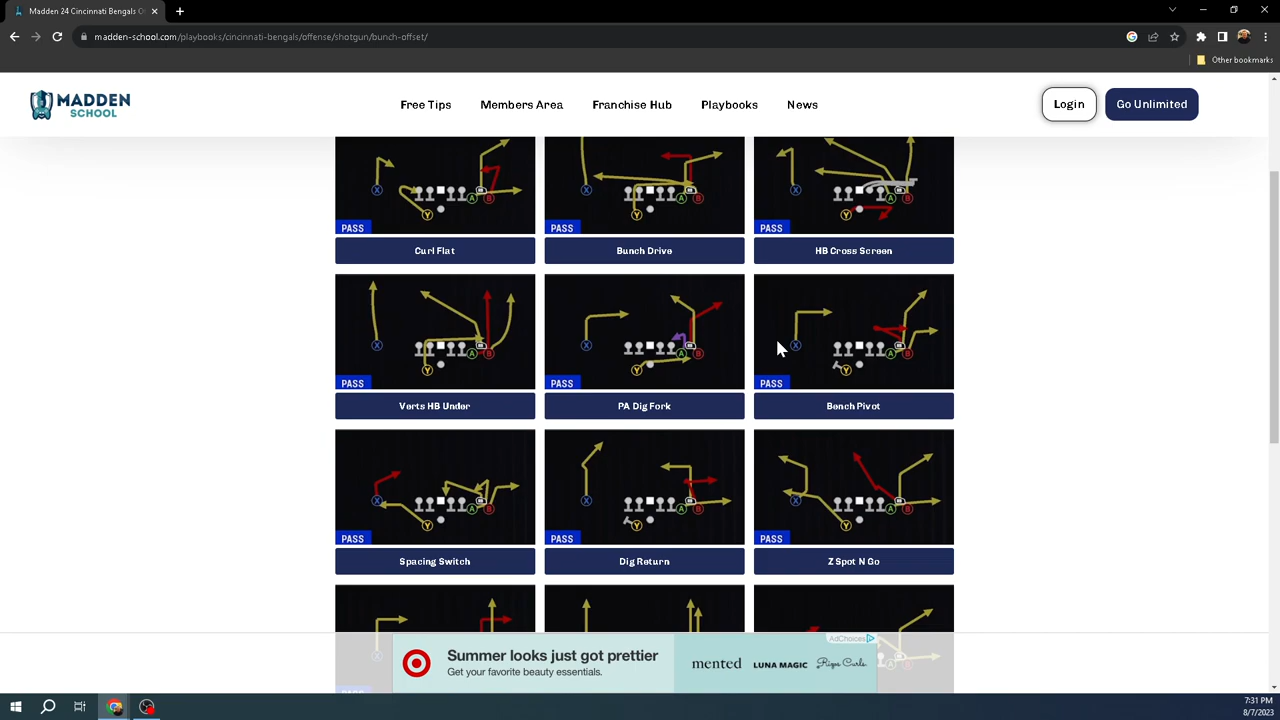 Madden 24 Cincinnati Bengals O
madden-school.com/playbooks/cincinnati-bengals/offense/shotgun/bunch-offset/
Other bookmarks
MADDEN SCHOOL
Free Tips
Members Area
Franchise Hub
Playbooks
News
Login
Go Unlimited
X Y A B
PASS
Curl Flat
X Y A B
PASS
Bunch Drive
X Y A B
PASS
HB Cross Screen
X Y A B
PASS
Verts HB Under
X Y A B
PASS
PA Dig Fork
X Y A B
PASS
Bench Pivot
X Y A B
PASS
Spacing Switch
X Y A B
PASS
Dig Return
X Y A B
PASS
Z Spot N Go
AdChoices
Summer looks just got prettier
Get your favorite beauty essentials.
mented
LUNA MAGIC
Rizos Curls
7:31 PM
8/7/2023